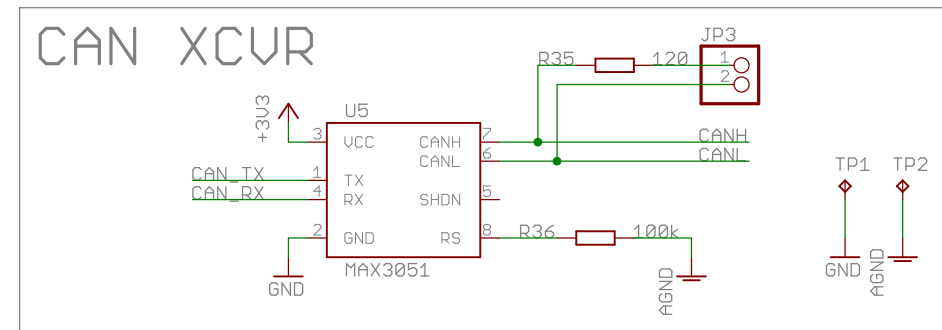 CAN XCVR
JP3
R35 120 1
2
+3V3
U5
3 VCC CANH 7 CANH
CANL 6 CANL
CAN_TX 1 TX
CAN_RX 4 RX SHDN 5
2 GND RS 8 R36 100k
MAX3051
GND
AGND
TP1 TP2
GND AGND